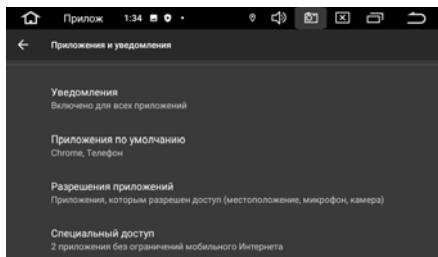 Прилож 1:34
Приложения и уведомления
Уведомления
Включено для всех приложений
Приложения по умолчанию
Chrome, Телефон
Разрешения приложений
Приложения, которым разрешен доступ (местоположение, микрофон, камера)
Специальный доступ
2 приложения без ограничений мобильного Интернета